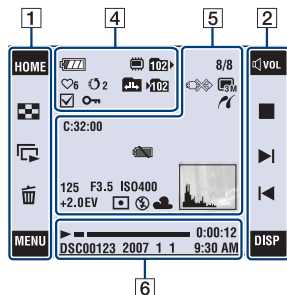 1 4 5 2
HOME 102 8/8 VOL
6 2 102 3M
C:32:00
125 F3.5 ISO400
+2.0EV
0:00:12
MENU DSC00123 2007 1 1 9:30 AM DISP
6